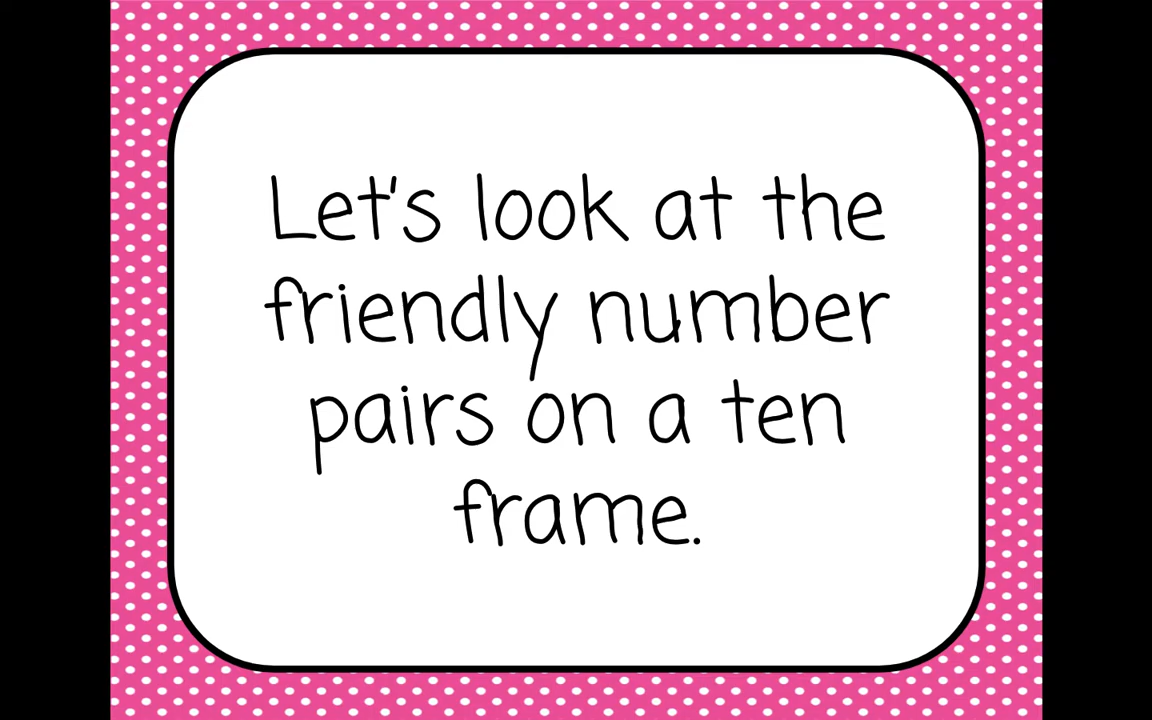 Let's look at the
friendly number
pairs on a ten
frame.